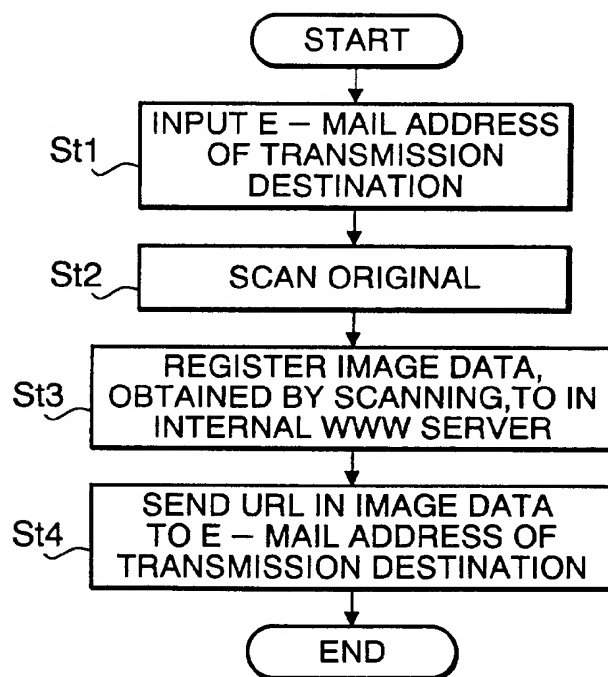 START
St1
INPUT E – MAIL ADDRESS
OF TRANSMISSION
DESTINATION
St2
SCAN ORIGINAL
St3
REGISTER IMAGE DATA,
OBTAINED BY SCANNING,TO IN
INTERNAL WWW SERVER
St4
SEND URL IN IMAGE DATA
TO E – MAIL ADDRESS OF
TRANSMISSION DESTINATION
END